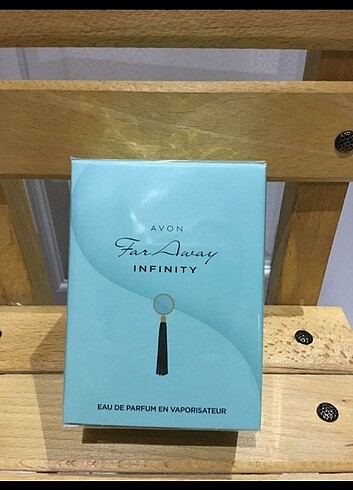 AVON
Far Away
INFINITY
EAU DE PARFUM EN VAPORISATEUR